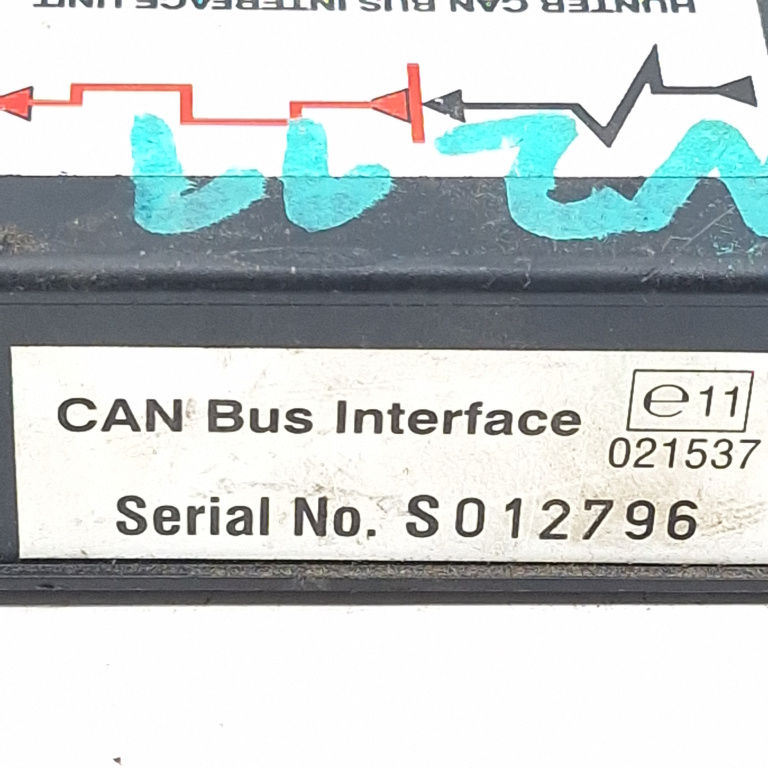 HUNTER CAN BUS INTERFACE UNIT
CAN Bus Interface
e11
021537
Serial No. S012796